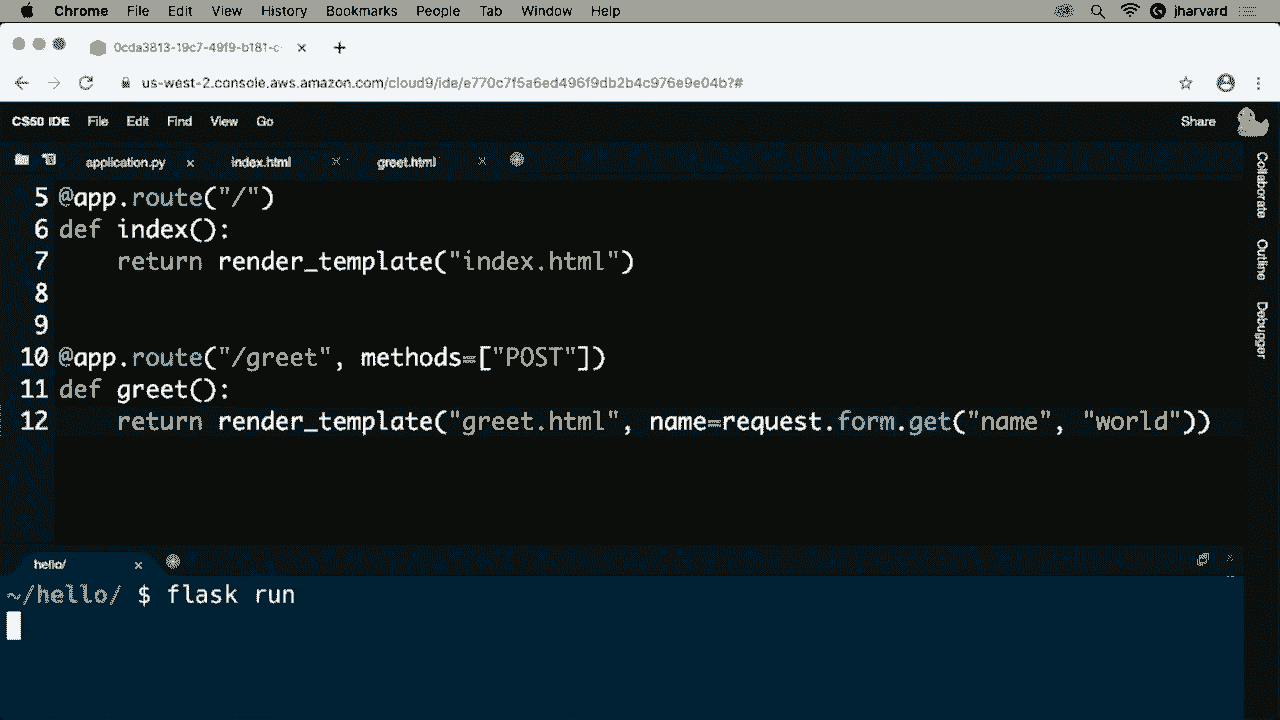 Chrome File Edit View History Bookmarks People Tab Window Help jharvard
0cda3813-19c7-49f9-b181-c
us-west-2.console.aws.amazon.com/cloud9/ide/e770c7f5a6ed496f9db2b4c976e9e04b?#
CS50 IDE File Edit Find View Go Share
application.py index.html greet.html
5 @app.route("/")
6 def index():
7 return render_template("index.html")
8
9
10 @app.route("/greet", methods=["POST"])
11 def greet():
12 return render_template("greet.html", name=request.form.get("name", "world"))
Collaborate
Outline
Debugger
hello/
~/hello/ $ flask run